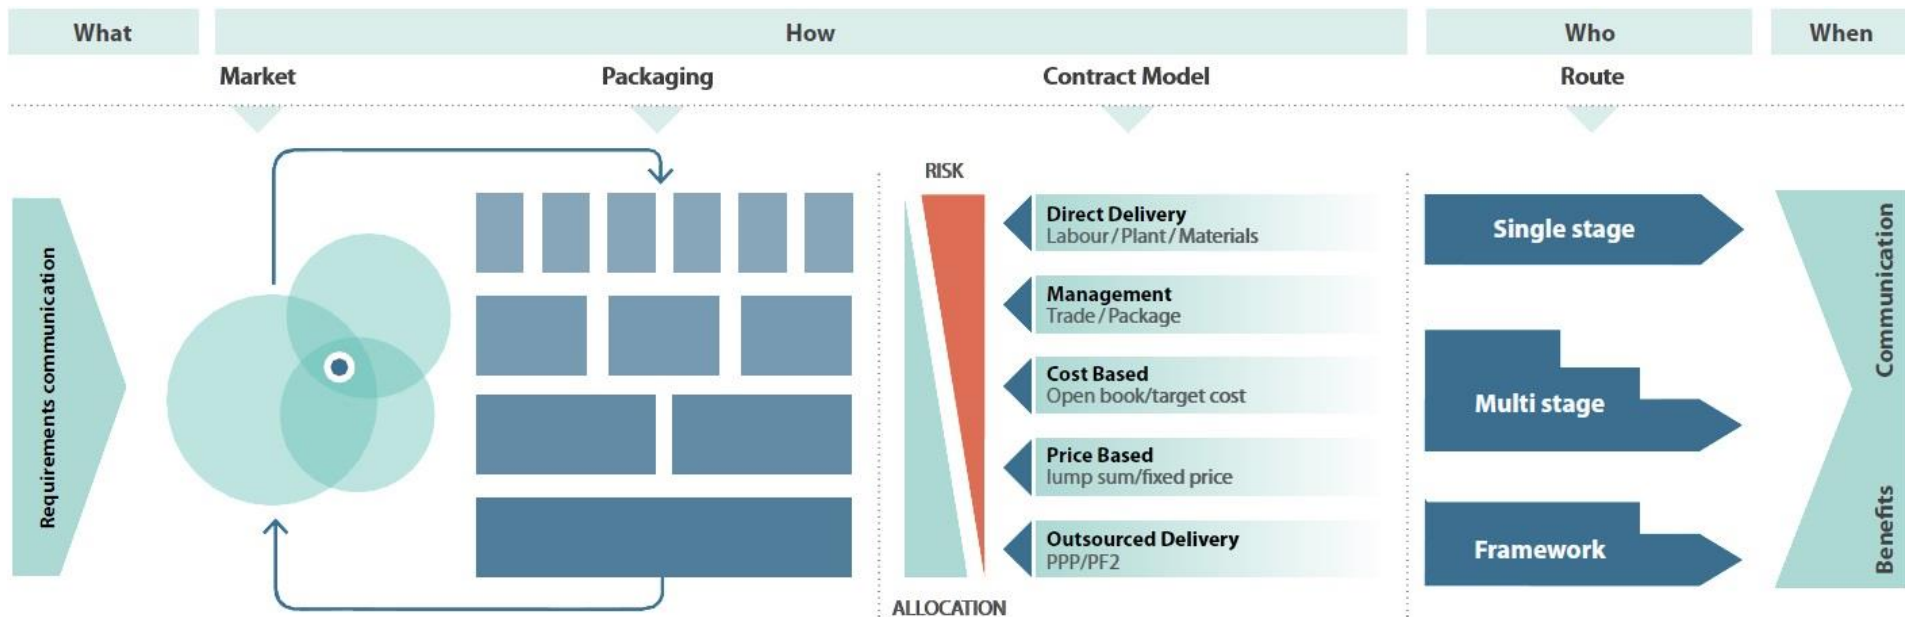 What
How
Who
When
Market
Packaging
Contract Model
Route
Requirements communication
RISK
ALLOCATION
Direct Delivery
Labour/Plant/Materials
Management
Trade/Package
Cost Based
Open book/target cost
Price Based
lump sum/fixed price
Outsourced Delivery
PPP/PF2
Single stage
Multi stage
Framework
Communication
Benefits